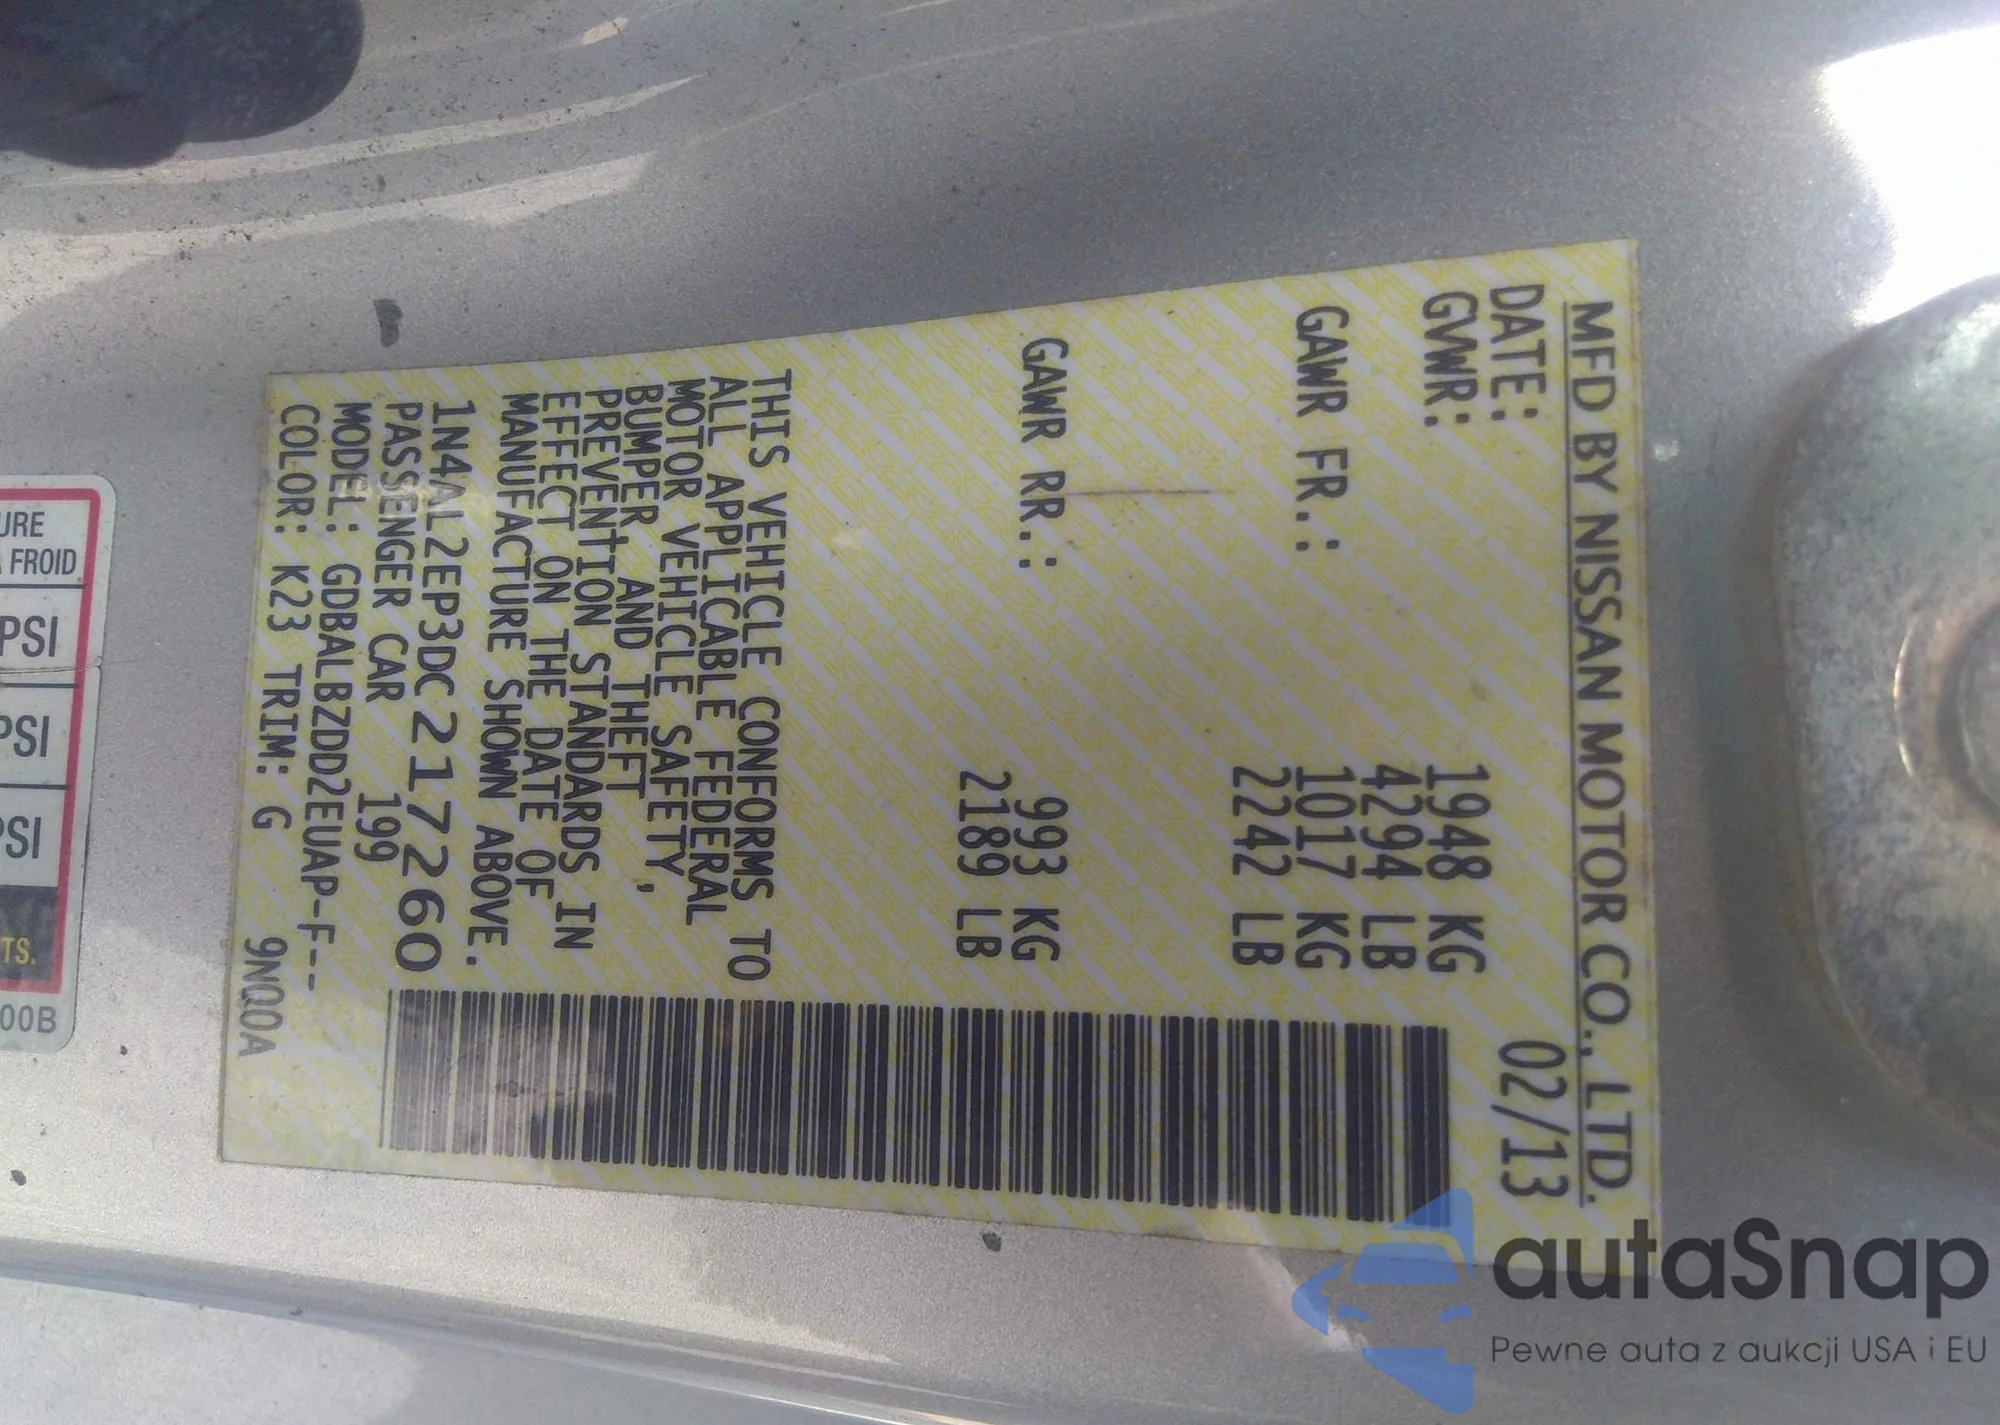 MFD BY NISSAN MOTOR CO., LTD.
DATE: 02/13
GVWR: 1948 KG
4294 LB
GAWR FR.: 1017 KG
2242 LB
GAWR RR.: 993 KG
2189 LB
THIS VEHICLE CONFORMS TO
ALL APPLICABLE FEDERAL
MOTOR VEHICLE SAFETY,
BUMPER AND THEFT
PREVENTION STANDARDS IN
EFFECT ON THE DATE OF
MANUFACTURE SHOWN ABOVE.
1N4AL2EP3DC217260
PASSENGER CAR 199
MODEL: GDBALBZDD2EUAP-F--
COLOR: K23 TRIM: G 9NQ0A
URE
A FROID
PSI
PSI
PSI
TS.
00B
autaSnap
Pewne auta z aukcji USA i EU